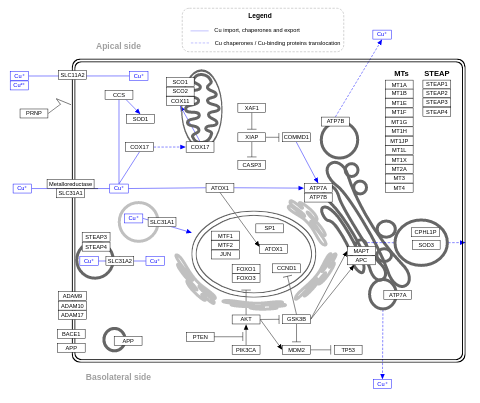 Legend
Cu import, chaperones and export
Cu chaperones / Cu-binding proteins translocation
Apical side
Cu⁺
Cu⁺
Cu²⁺
SLC11A2
Cu⁺
PRNP
CCS
SOD1
COX17
SCO1
SCO2
COX11
COX17
XAF1
XIAP
COMMD1
CASP3
ATP7B
MTs
STEAP
MT1A
MT1B
MT1E
MT1F
MT1G
MT1H
MT1JP
MT1L
MT1X
MT2A
MT3
MT4
STEAP1
STEAP2
STEAP3
STEAP4
Cu⁺
Metalloreductase
SLC31A1
Cu⁺
ATOX1
ATP7A
ATP7B
Cu⁺
SLC31A1
STEAP3
STEAP4
Cu⁺
SLC31A2
Cu⁺
MTF1
MTF2
JUN
SP1
ATOX1
FOXO1
FOXO3
CCND1
MAPT
APC
CPHL1P
SOD3
ATP7A
ADAM9
ADAM10
ADAM17
BACE1
APP
APP
AKT
GSK3B
PTEN
PIK3CA
MDM2
TP53
Cu⁺
Basolateral side